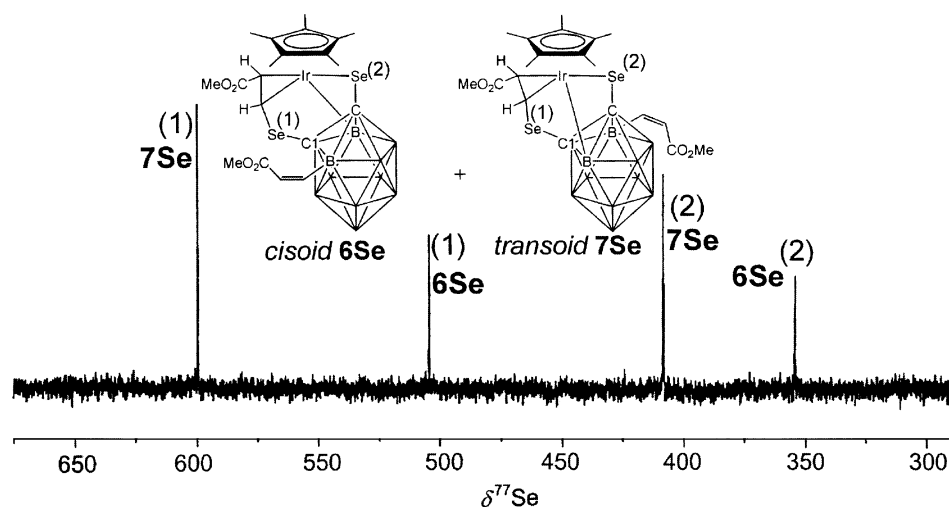 H Ir Se (2)
MeO₂C
H (1)
Se C1 C
B
MeO₂C B
cisoid 6Se
+
H Ir Se (2)
MeO₂C
H (1)
Se C1 C
B
B CO₂Me
transoid 7Se
(1)
7Se
(1)
6Se
(2)
7Se
6Se (2)
650 600 550 500 450 400 350 300
δ⁷⁷Se